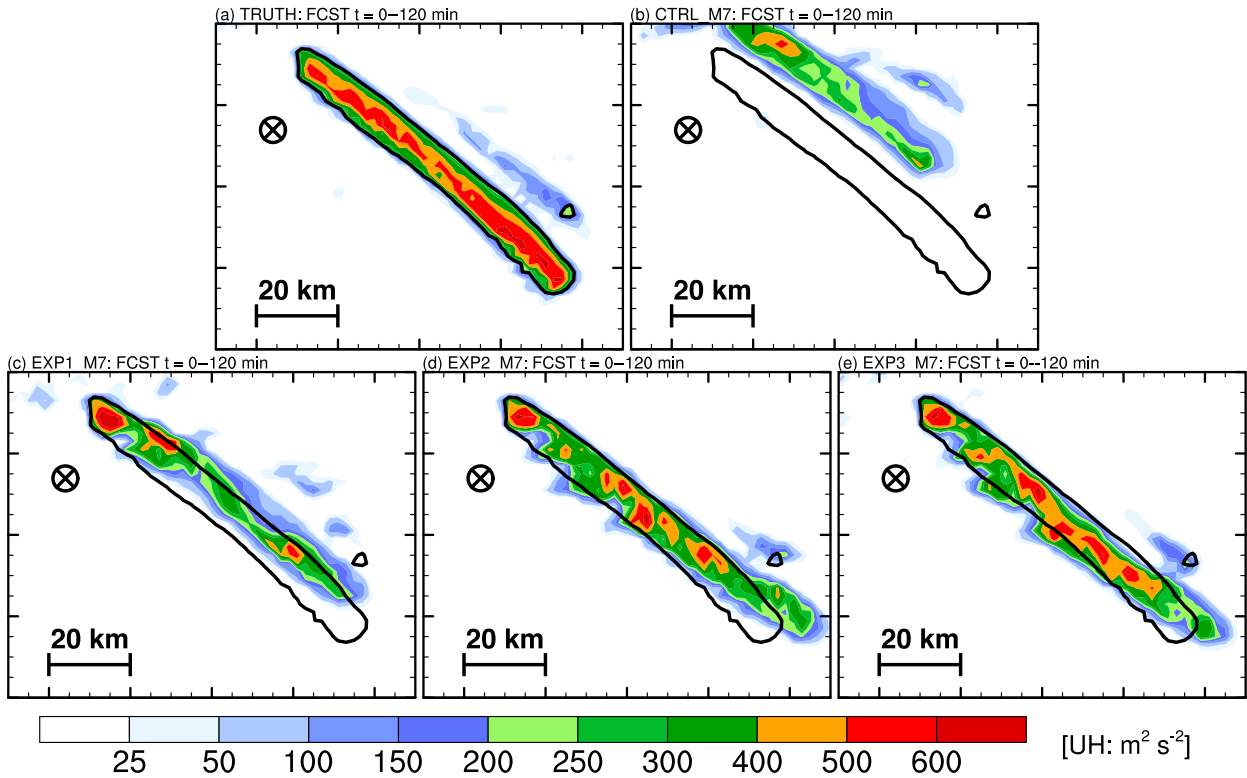 (a) TRUTH: FCST t = 0–120 min
(b) CTRL M7: FCST t = 0–120 min
20 km
20 km
(c) EXP1 M7: FCST t = 0–120 min
(d) EXP2 M7: FCST t = 0–120 min
(e) EXP3 M7: FCST t = 0--120 min
20 km
20 km
20 km
25 50 100 150 200 250 300 400 500 600
[UH: m² s⁻²]